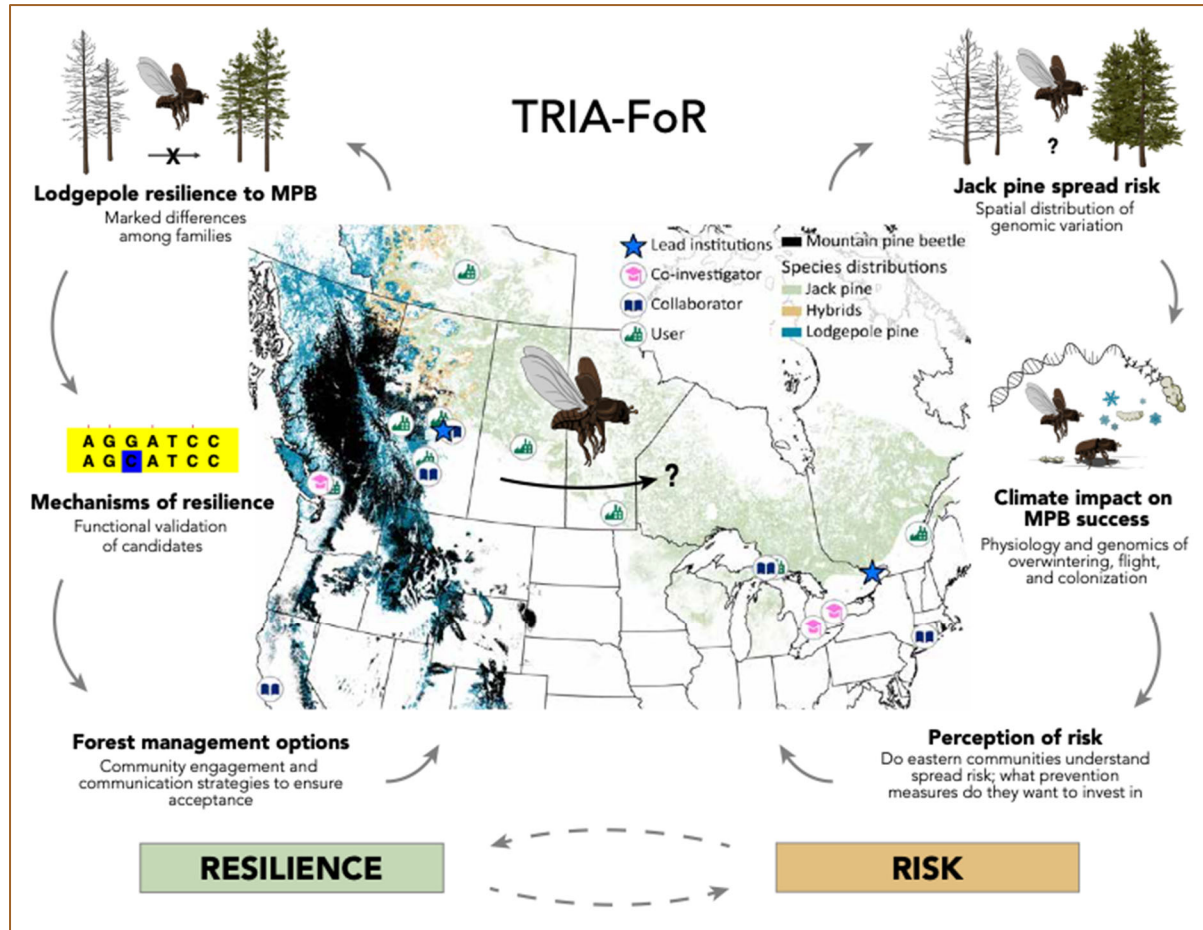 TRIA-FoR
X
Lodgepole resilience to MPB
Marked differences
among families
?
Jack pine spread risk
Spatial distribution of
genomic variation
Lead institutions
Co-investigator
Collaborator
User
Mountain pine beetle
Species distributions
Jack pine
Hybrids
Lodgepole pine
?
A G G A T C C
A G C A T C C
Mechanisms of resilience
Functional validation
of candidates
Climate impact on
MPB success
Physiology and genomics of
overwintering, flight,
and colonization
Forest management options
Community engagement and
communication strategies to ensure
acceptance
Perception of risk
Do eastern communities understand
spread risk; what prevention
measures do they want to invest in
RESILIENCE
RISK